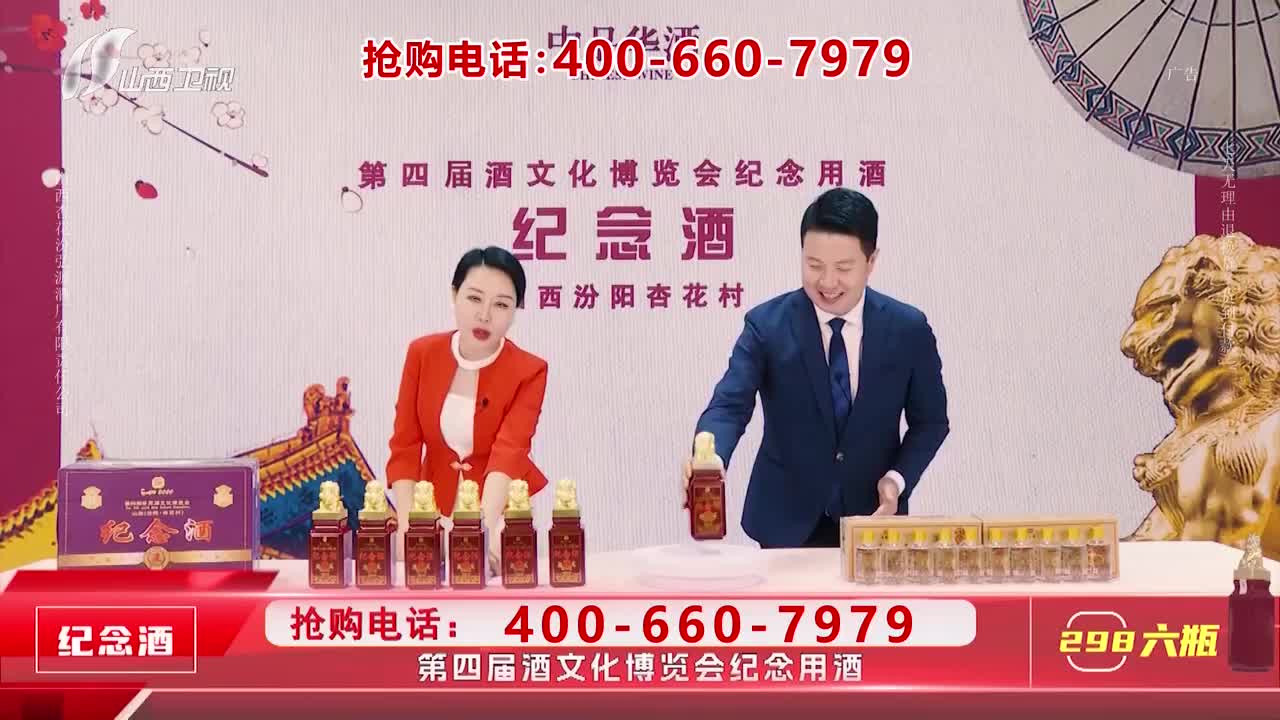 山西卫视
抢购电话:400-660-7979
广告
第四届酒文化博览会纪念用酒
纪念酒
西汾阳杏花村
纪念酒
纪念酒
抢购电话： 400-660-7979
第四届酒文化博览会纪念用酒
298六瓶